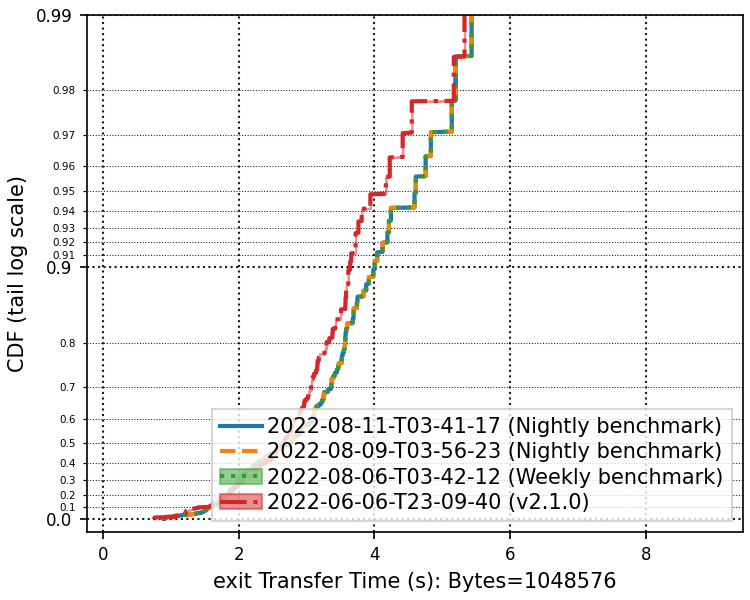 CDF (tail log scale)
0.99
0.98
0.97
0.96
0.95
0.94
0.93
0.92
0.91
0.9
0.8
0.7
0.6
0.5
0.4
0.3
0.2
0.1
0.0
2022-08-11-T03-41-17 (Nightly benchmark)
2022-08-09-T03-56-23 (Nightly benchmark)
2022-08-06-T03-42-12 (Weekly benchmark)
2022-06-06-T23-09-40 (v2.1.0)
0 2 4 6 8
exit Transfer Time (s): Bytes=1048576